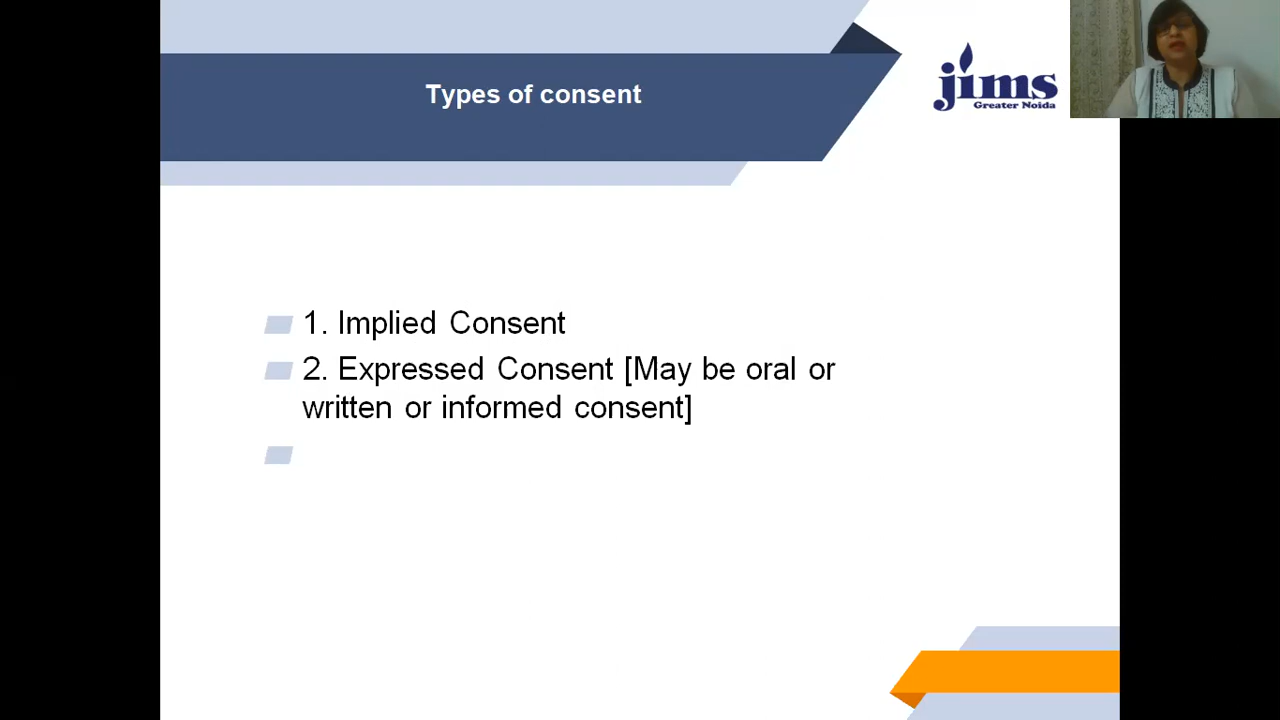 Types of consent
jims
Greater Noida
1. Implied Consent
2. Expressed Consent [May be oral or
written or informed consent]